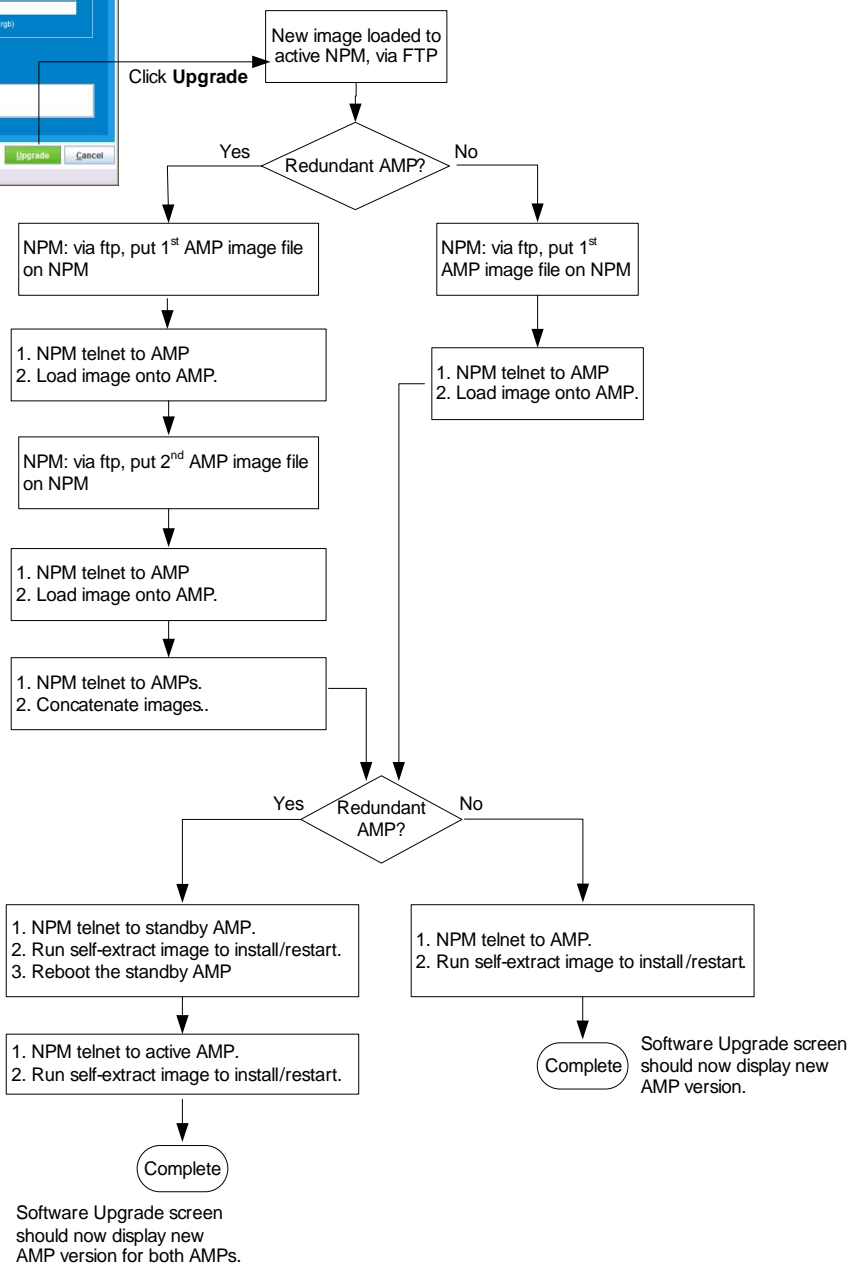 rgb)
Upgrade Cancel
Click Upgrade
New image loaded to
active NPM, via FTP
Redundant AMP?
Yes
No
NPM: via ftp, put 1st AMP image file
on NPM
NPM: via ftp, put 1st
AMP image file on NPM
1. NPM telnet to AMP
2. Load image onto AMP.
1. NPM telnet to AMP
2. Load image onto AMP.
NPM: via ftp, put 2nd AMP image file
on NPM
1. NPM telnet to AMP
2. Load image onto AMP.
1. NPM telnet to AMPs.
2. Concatenate images..
Redundant
AMP?
Yes
No
1. NPM telnet to standby AMP.
2. Run self-extract image to install/restart.
3. Reboot the standby AMP
1. NPM telnet to AMP.
2. Run self-extract image to install/restart.
1. NPM telnet to active AMP.
2. Run self-extract image to install/restart.
Complete
Software Upgrade screen
should now display new
AMP version.
Complete
Software Upgrade screen
should now display new
AMP version for both AMPs.